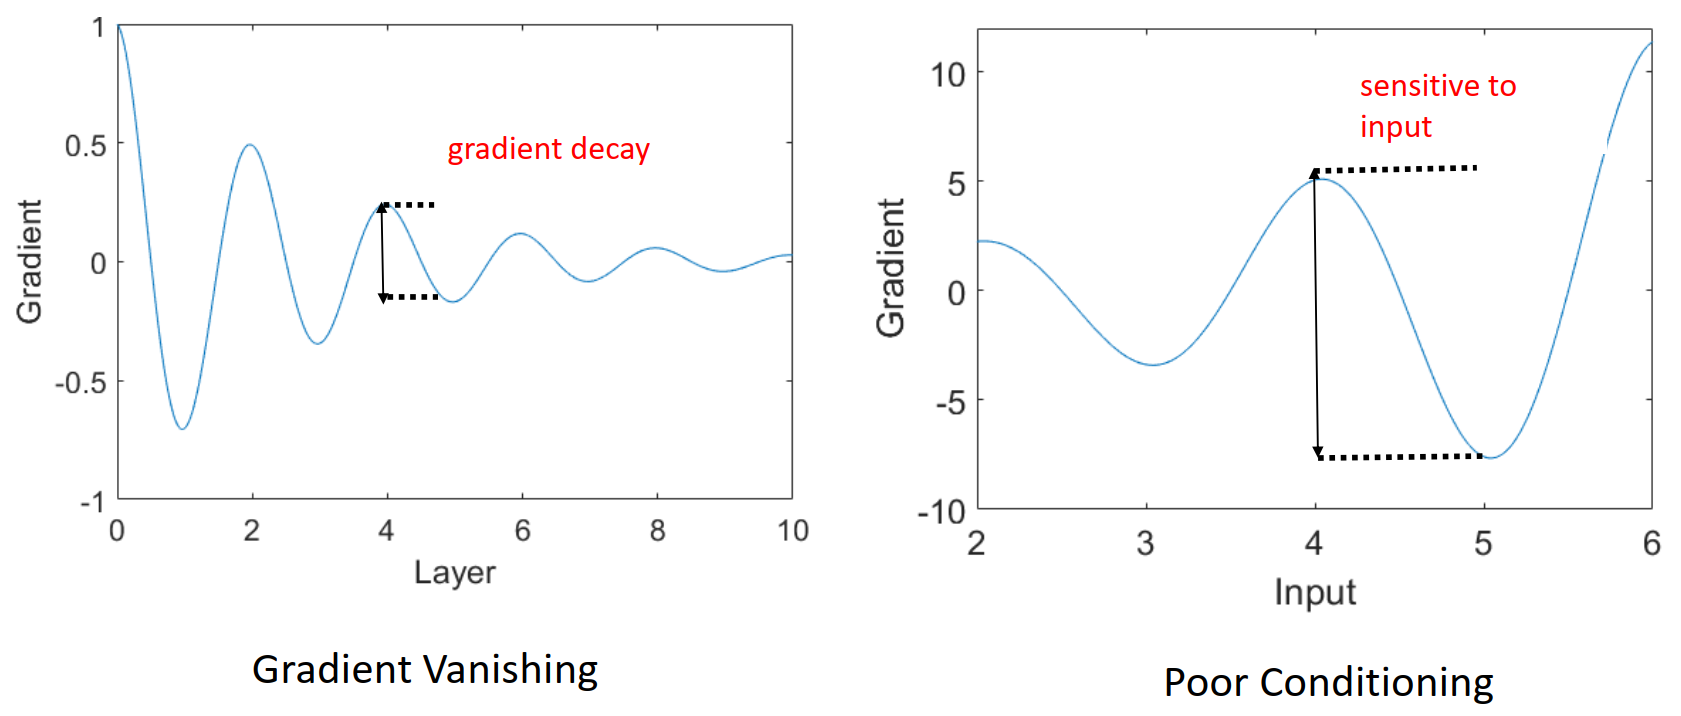 1
0.5
0
-0.5
-1
0 2 4 6 8 10
Gradient
Layer
gradient decay
Gradient Vanishing
10
5
0
-5
-10
2 3 4 5 6
Gradient
Input
sensitive to
input
Poor Conditioning